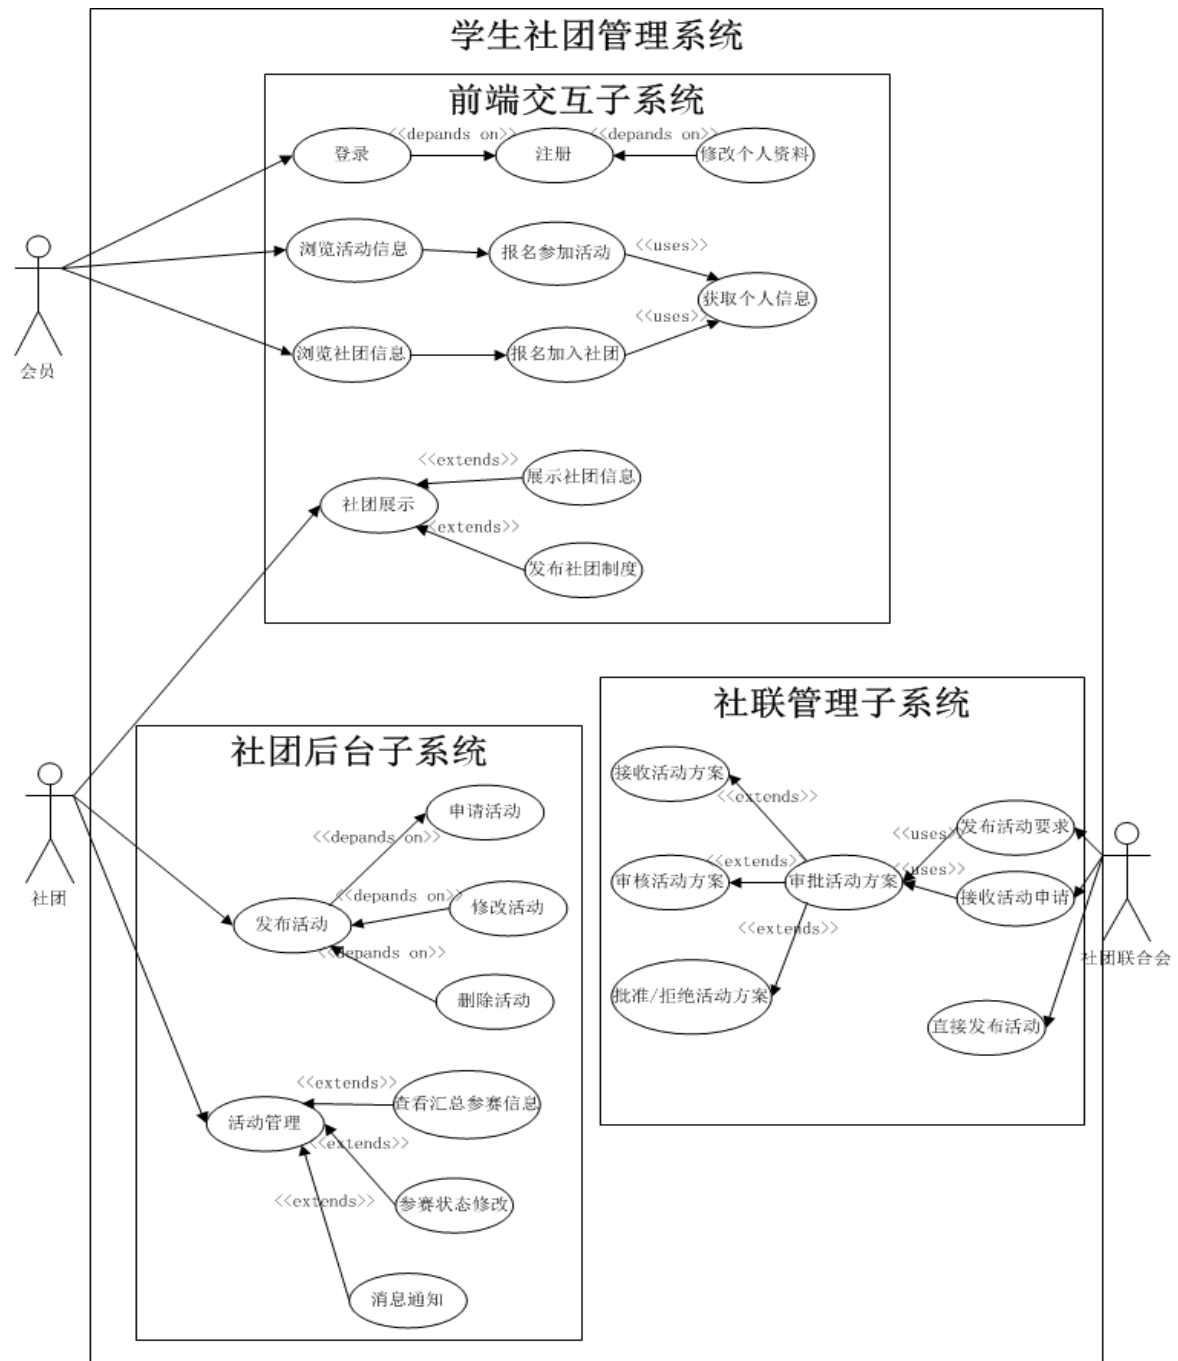 学生社团管理系统
前端交互子系统
<<depands on>>
<<depands on>>
登录
注册
修改个人资料
浏览活动信息
报名参加活动
<<uses>>
获取个人信息
<<uses>>
浏览社团信息
报名加入社团
会员
<<extends>>
展示社团信息
社团展示
<extends>>
发布社团制度
社联管理子系统
社团后台子系统
接收活动方案
<<extends>>
申请活动
<<depands on>>
发布活动要求
<<uses>>
<<extends>>
<<uses>>
审核活动方案
审批活动方案
接收活动申请
社团
<<depands on>>
修改活动
发布活动
<<extends>>
<<depands on>>
社团联合会
删除活动
批准/拒绝活动方案
直接发布活动
<<extends>>
查看汇总参赛信息
活动管理
<<extends>>
<<extends>>
参赛状态修改
消息通知